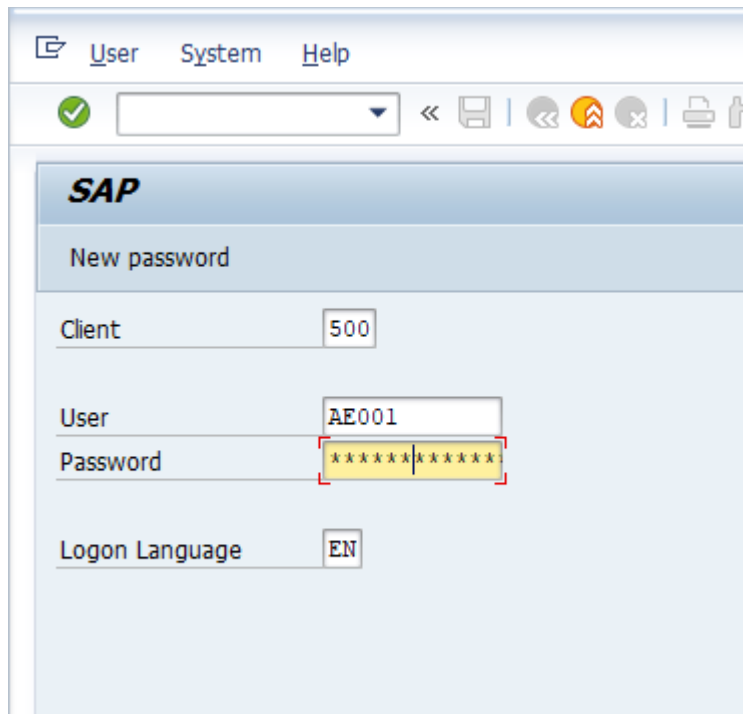 User System Help
SAP
New password
Client 500
User AE001
Password ******************
Logon Language EN